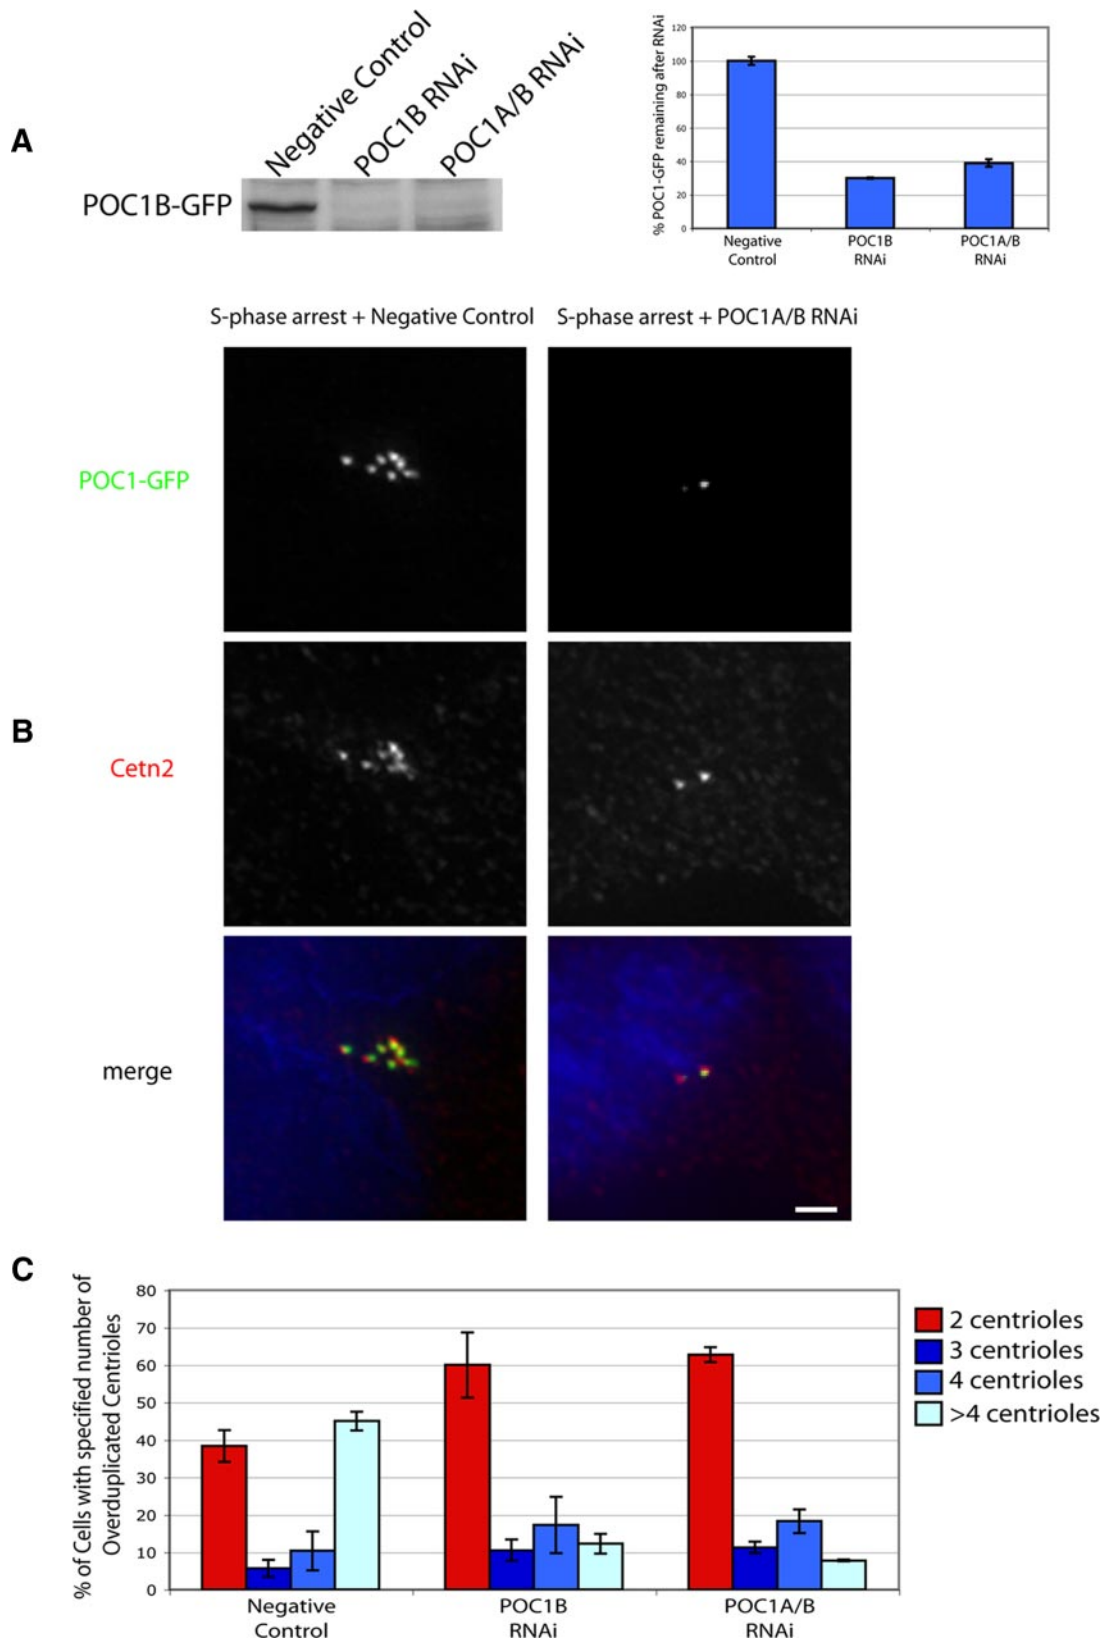 A
Negative Control
POC1B RNAi
POC1A/B RNAi
POC1B-GFP
% POC1-GFP remaining after RNAi
120
100
80
60
40
20
0
Negative
Control
POC1B
RNAi
POC1A/B
RNAi
S-phase arrest + Negative Control
S-phase arrest + POC1A/B RNAi
POC1-GFP
B
Cetn2
merge
C
% of Cells with specified number of
Overduplicated Centrioles
80
70
60
50
40
30
20
10
0
Negative
Control
POC1B
RNAi
POC1A/B
RNAi
2 centrioles
3 centrioles
4 centrioles
>4 centrioles